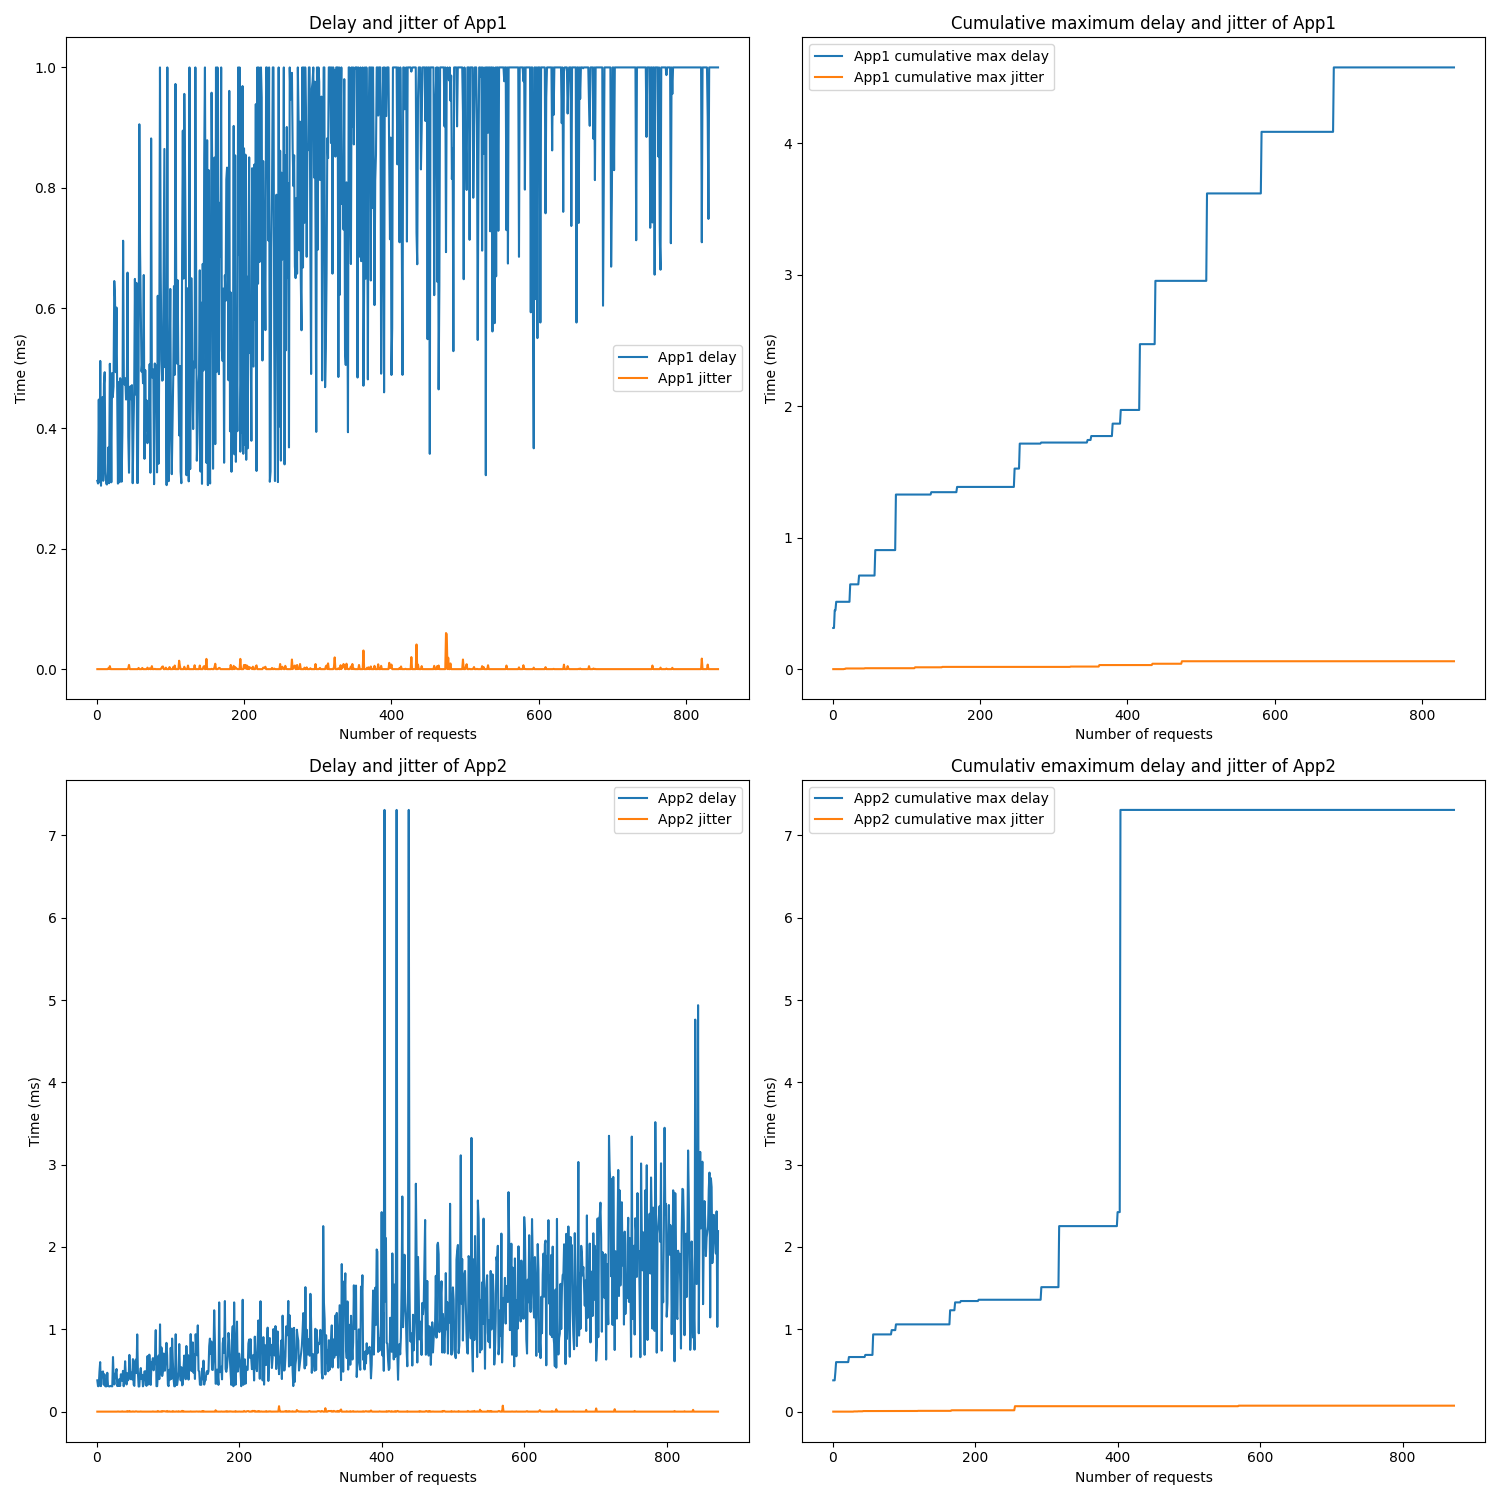 Delay and jitter of App1
1.0
0.8
0.6
0.4
0.2
0.0
Time (ms)
App1 delay
App1 jitter
0 200 400 600 800
Number of requests
Cumulative maximum delay and jitter of App1
App1 cumulative max delay
App1 cumulative max jitter
4
3
2
1
0
Time (ms)
0 200 400 600 800
Number of requests
Delay and jitter of App2
App2 delay
App2 jitter
7
6
5
4
3
2
1
0
Time (ms)
0 200 400 600 800
Number of requests
Cumulativ emaximum delay and jitter of App2
App2 cumulative max delay
App2 cumulative max jitter
7
6
5
4
3
2
1
0
Time (ms)
0 200 400 600 800
Number of requests